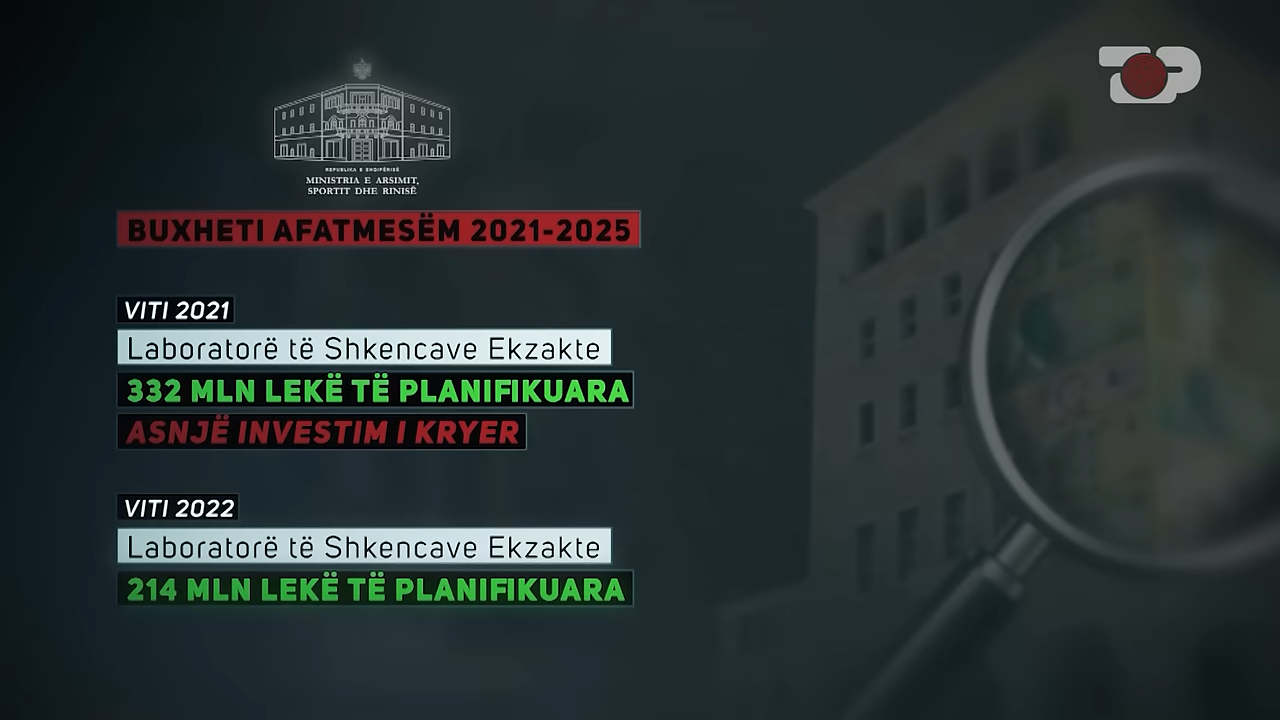 TOP
REPUBLIKA E SHQIPËRISË
MINISTRIA E ARSIMIT,
SPORTIT DHE RINISË
BUXHETI AFATMESËM 2021-2025
VITI 2021
Laboratorë të Shkencave Ekzakte
332 MLN LEKË TË PLANIFIKUARA
ASNJË INVESTIM I KRYER
VITI 2022
Laboratorë të Shkencave Ekzakte
214 MLN LEKË TË PLANIFIKUARA